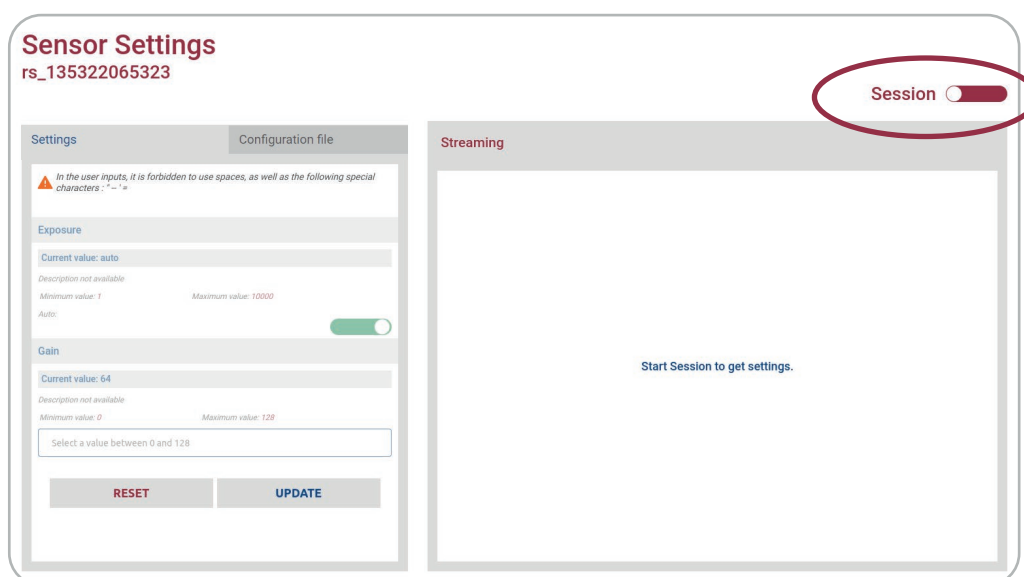 Sensor Settings
rs_135322065323
Session
Settings
Configuration file
In the user inputs, it is forbidden to use spaces, as well as the following special
characters : " – ' =
Exposure
Current value: auto
Description not available
Minimum value: 1
Maximum value: 10000
Auto:
Gain
Current value: 64
Description not available
Minimum value: 0
Maximum value: 128
Select a value between 0 and 128
RESET
UPDATE
Streaming
Start Session to get settings.